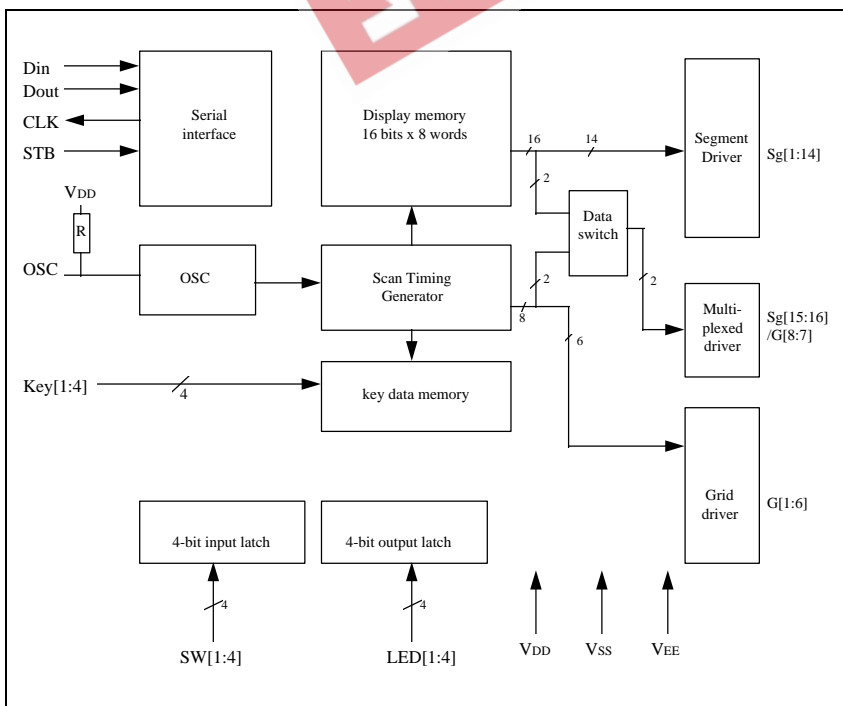 Din
Dout
CLK
STB
Serial
interface
Display memory
16 bits x 8 words
16
14
2
Segment
Driver
Sg[1:14]
VDD
R
OSC
OSC
Scan Timing
Generator
Data
switch
2
8
2
6
Multi-
plexed
driver
Sg[15:16]
/G[8:7]
Key[1:4]
4
key data memory
Grid
driver
G[1:6]
4-bit input latch
4-bit output latch
4
4
SW[1:4]
LED[1:4]
VDD
VSS
VEE